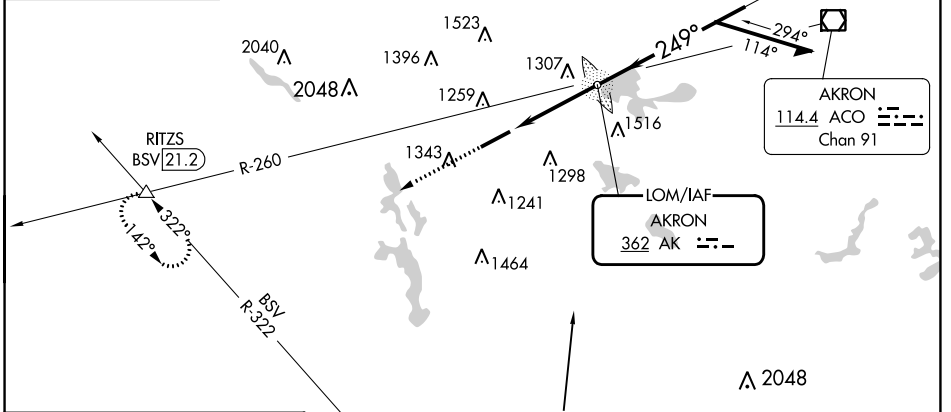 1523
2040
1396
2048
1307
1259
249°
294°
114°
AKRON
114.4 ACO
Chan 91
1516
RITZS
BSV 21.2
R-260
1343
1298
1241
LOM/IAF
AKRON
362 AK
322°
142°
1464
BSV
R-322
2048